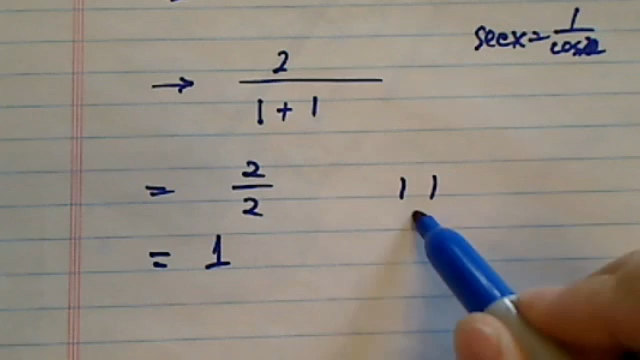 secx = 1/cosx
→ 2/(1+1)
= 2/2
1 1
= 1